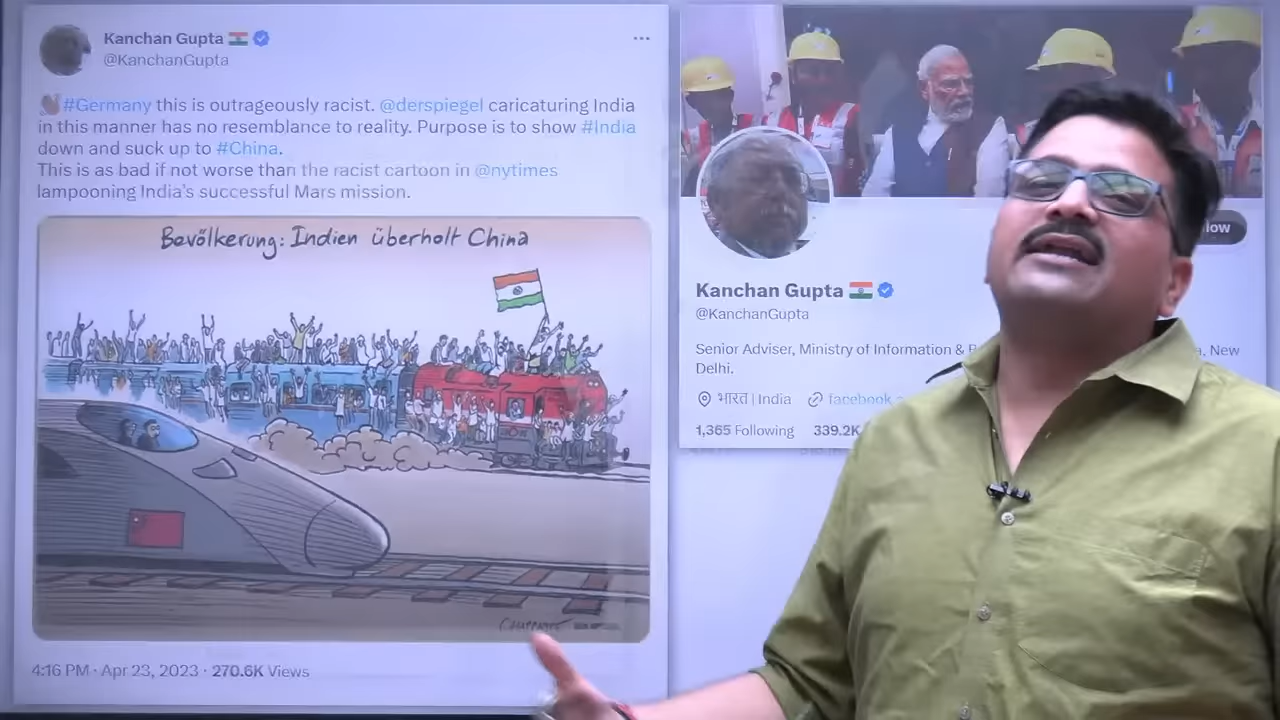 Kanchan Gupta
@KanchanGupta
#Germany this is outrageously racist. @derspiegel caricaturing India
in this manner has no resemblance to reality. Purpose is to show #India
down and suck up to #China.
This is as bad if not worse than the racist cartoon in @nytimes
lampooning India's successful Mars mission.
Bevölkerung: Indien überholt China
4:16 PM · Apr 23, 2023 · 270.6K Views
Kanchan Gupta
@KanchanGupta
Senior Adviser, Ministry of Information & New
Delhi.
भारत | India facebook
1,365 Following 339.2K